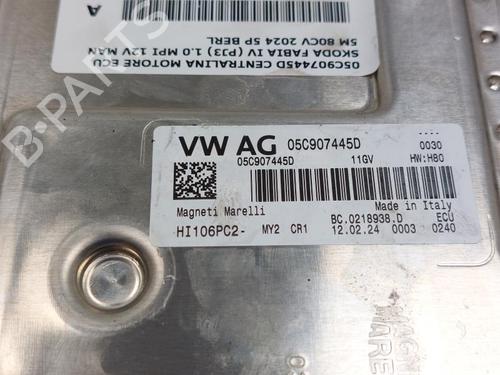 05C907445D CENTRALINA MOTORE ECU
SKODA FABIA IV (PJ3) 1.0 MPI 12V MAN
5M 80CV 2024 5P BERL
A
VW AG 05C907445D
----
0030
05C907445D 11GV HW:H80
Magneti Marelli
Made in Italy
BC.0218938.D ECU
HI106PC2- MY2 CR1 12.02.24 0003 0240